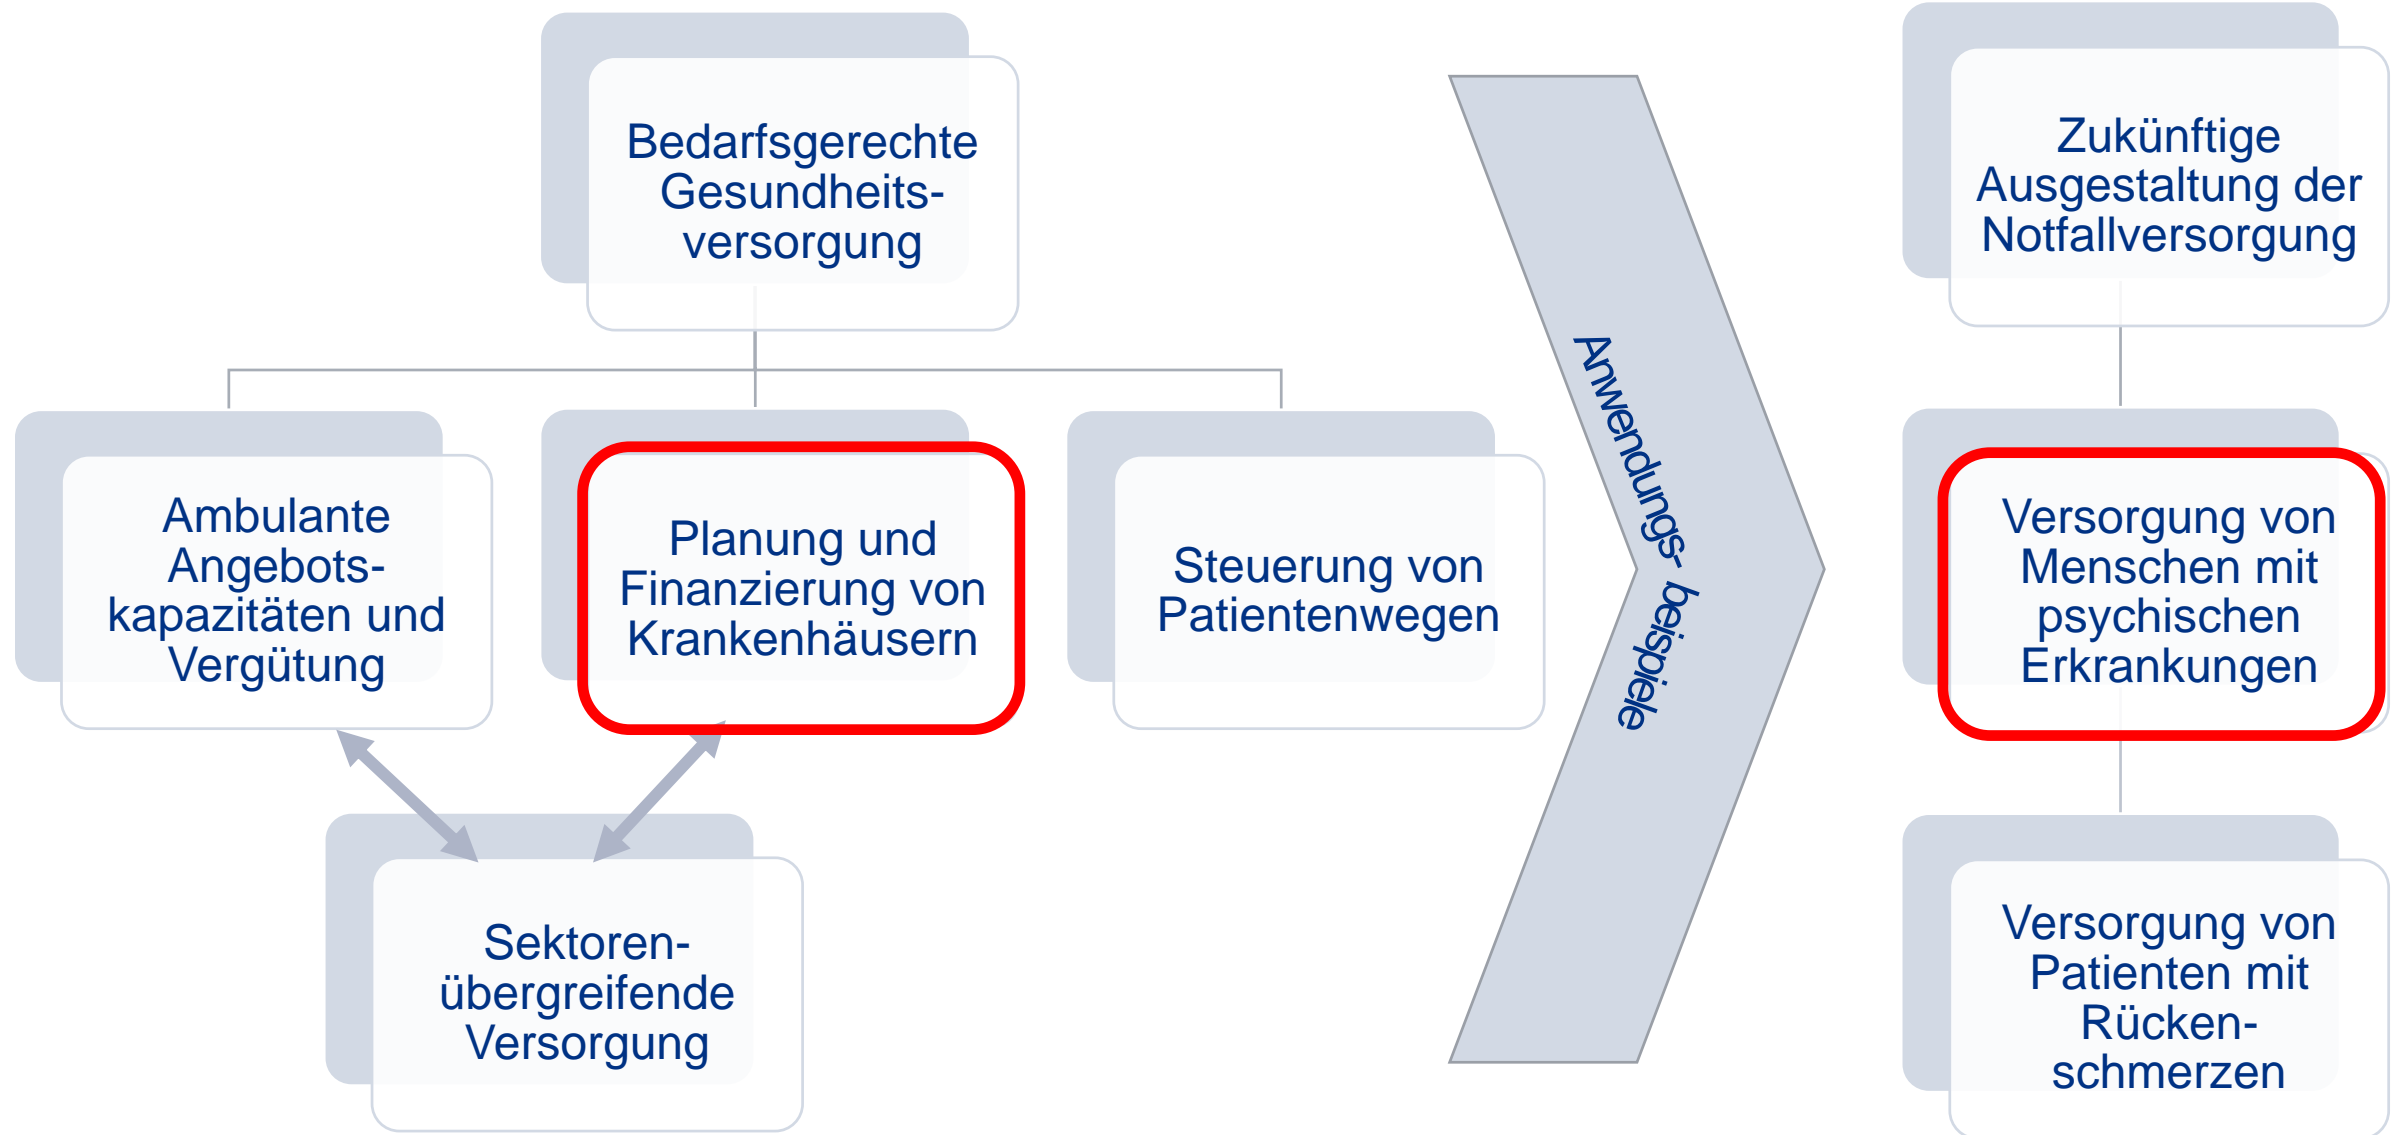 Bedarfsgerechte
Gesundheits-
versorgung
Ambulante
Angebots-
kapazitäten und
Vergütung
Planung und
Finanzierung von
Krankenhäusern
Steuerung von
Patientenwegen
Sektoren-
übergreifende
Versorgung
Anwendungs- beispiele
Zukünftige
Ausgestaltung der
Notfallversorgung
Versorgung von
Menschen mit
psychischen
Erkrankungen
Versorgung von
Patienten mit
Rücken-
schmerzen